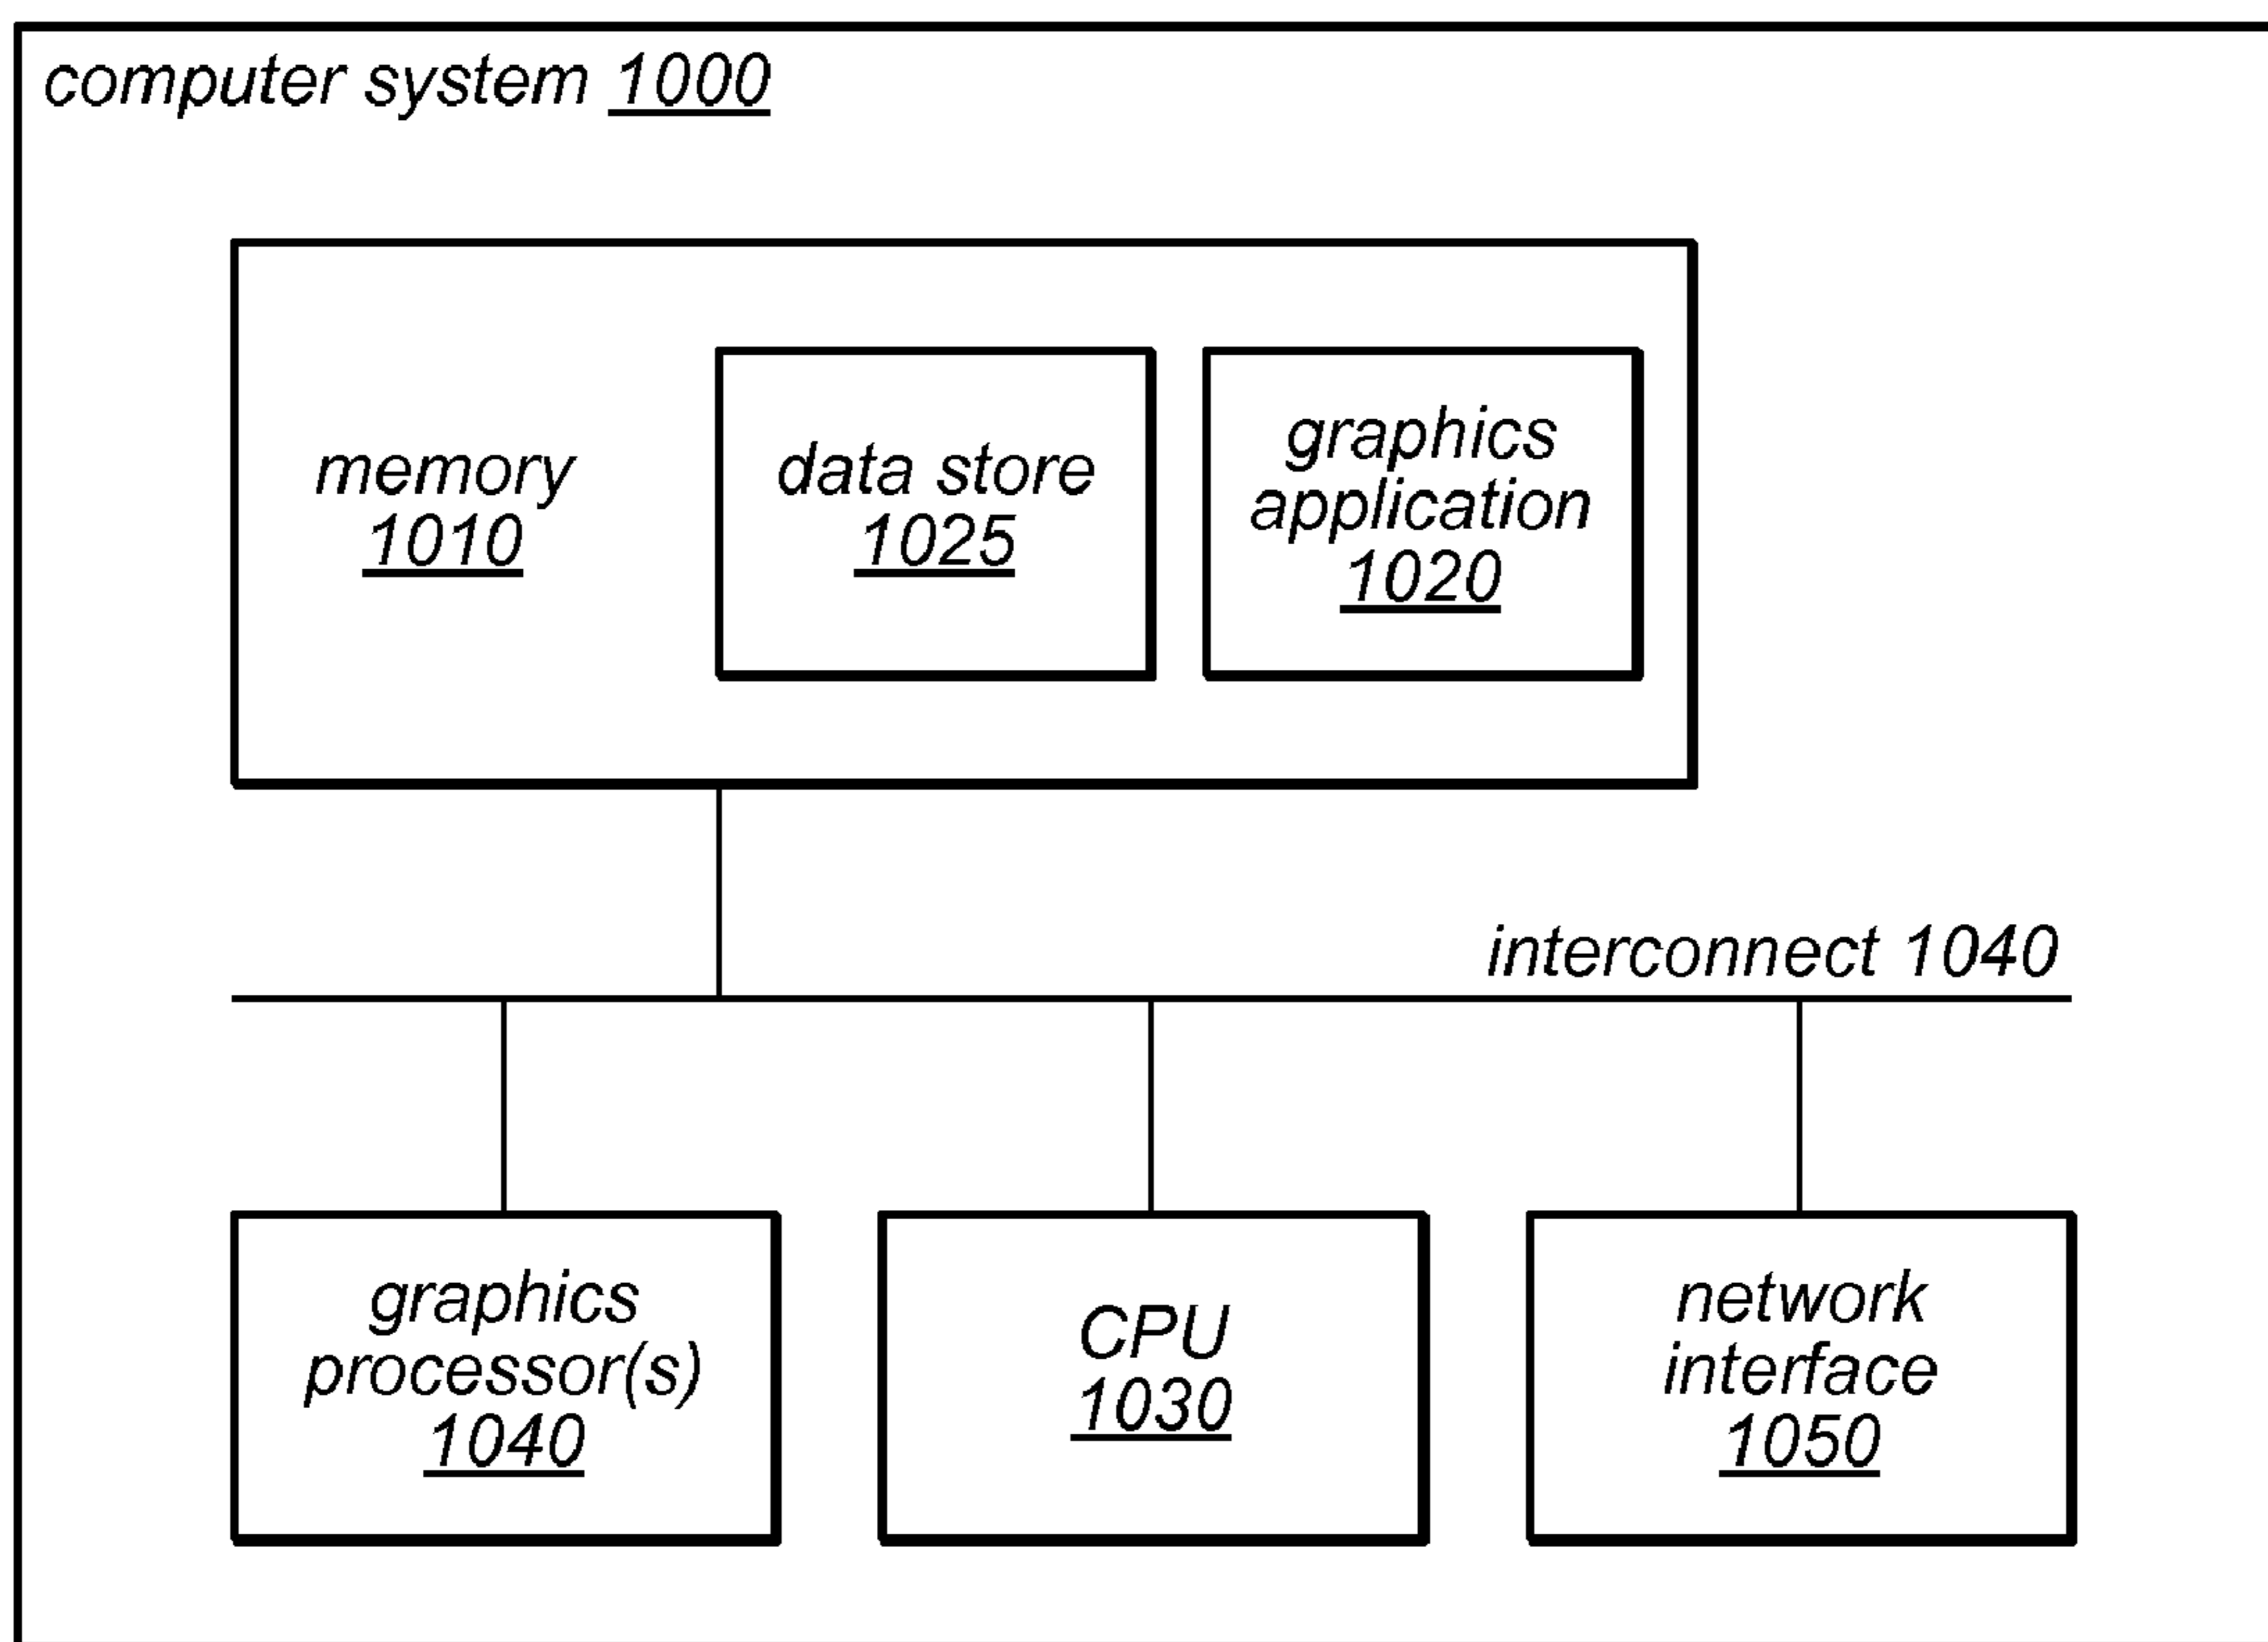 computer system 1000
memory
1010
data store
1025
graphics
application
1020
interconnect 1040
graphics
processor(s)
1040
CPU
1030
network
interface
1050